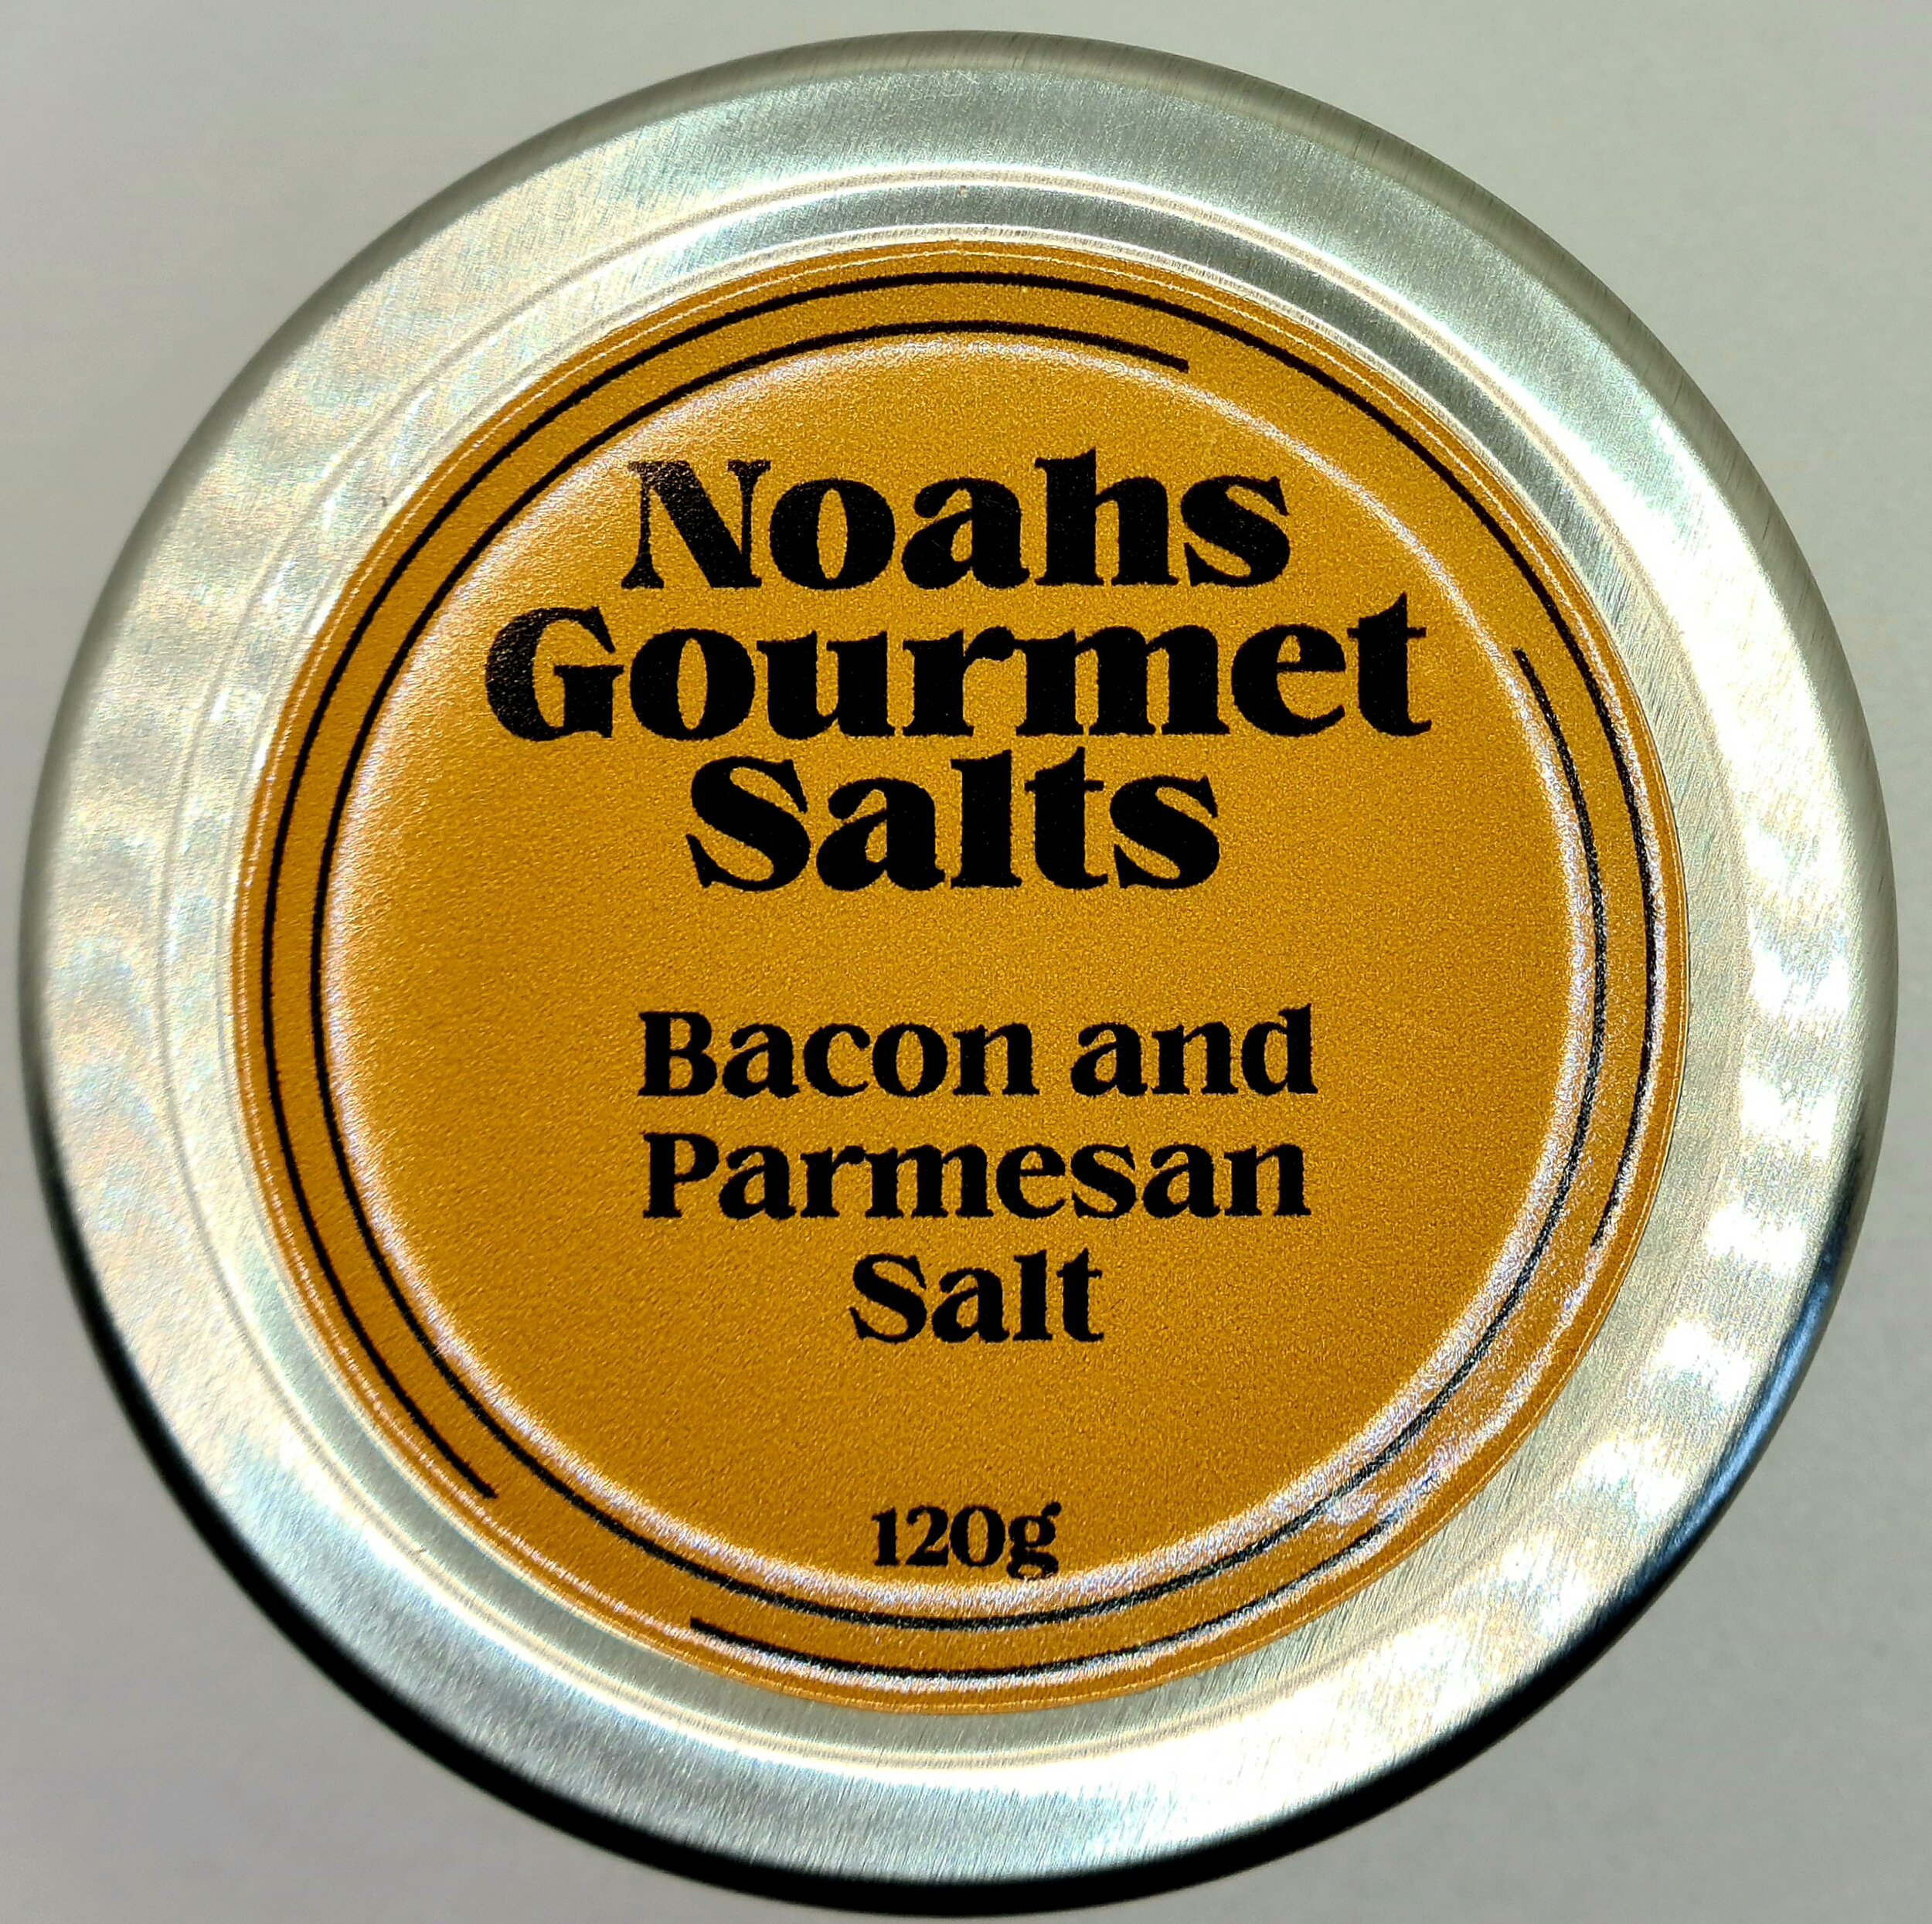 Noahs
Gourmet
Salts
Bacon and
Parmesan
Salt
120g